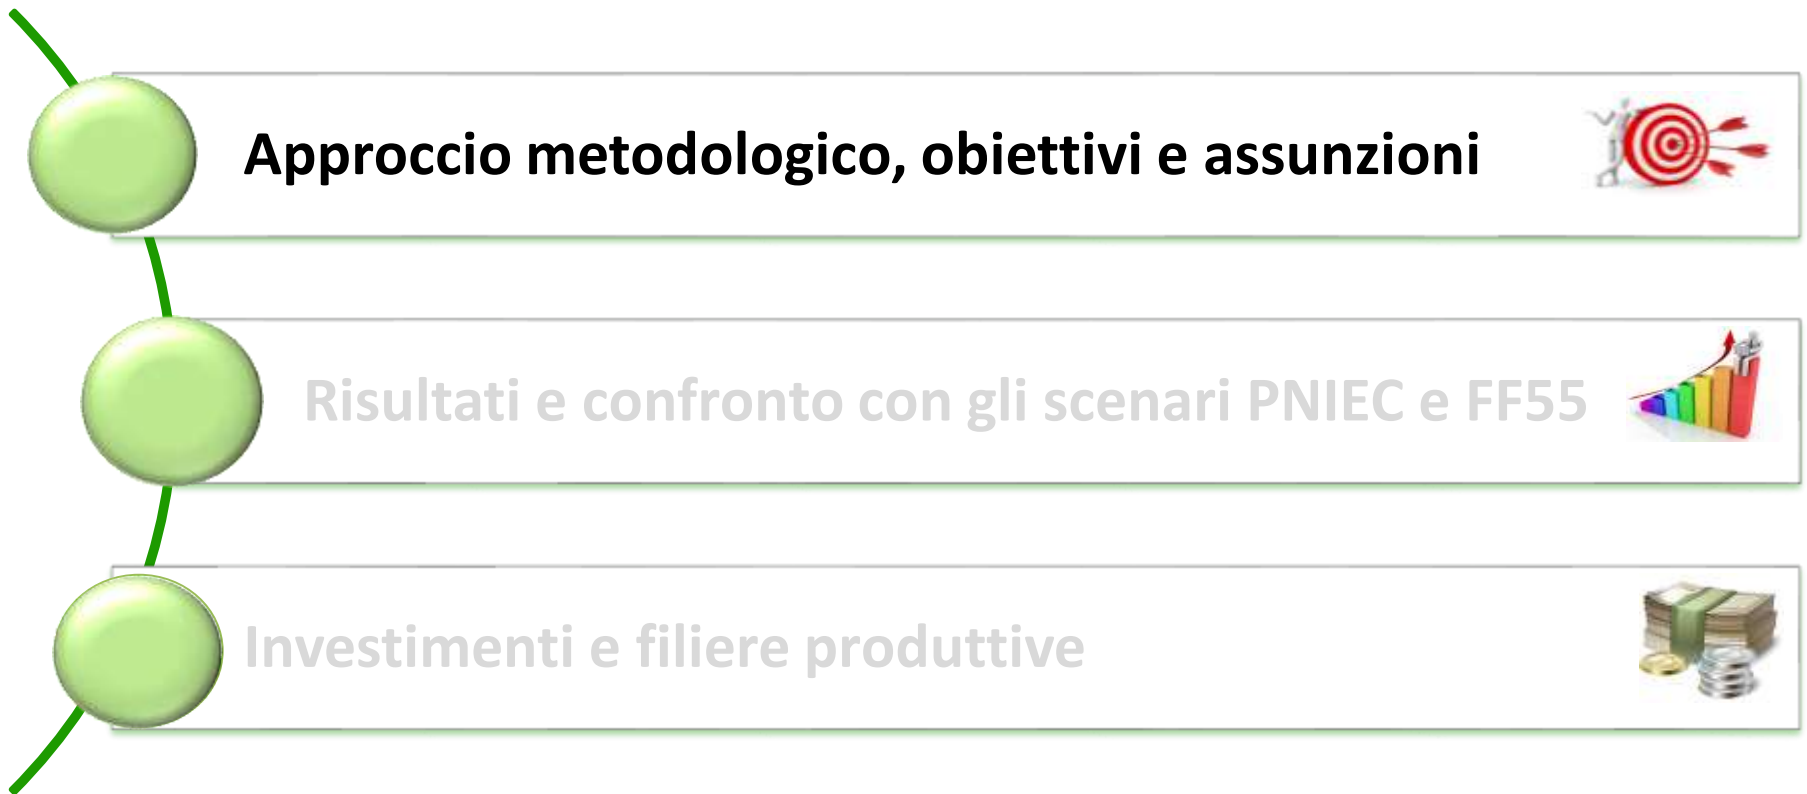 Approccio metodologico, obiettivi e assunzioni
Risultati e confronto con gli scenari PNIEC e FF55
Investimenti e filiere produttive